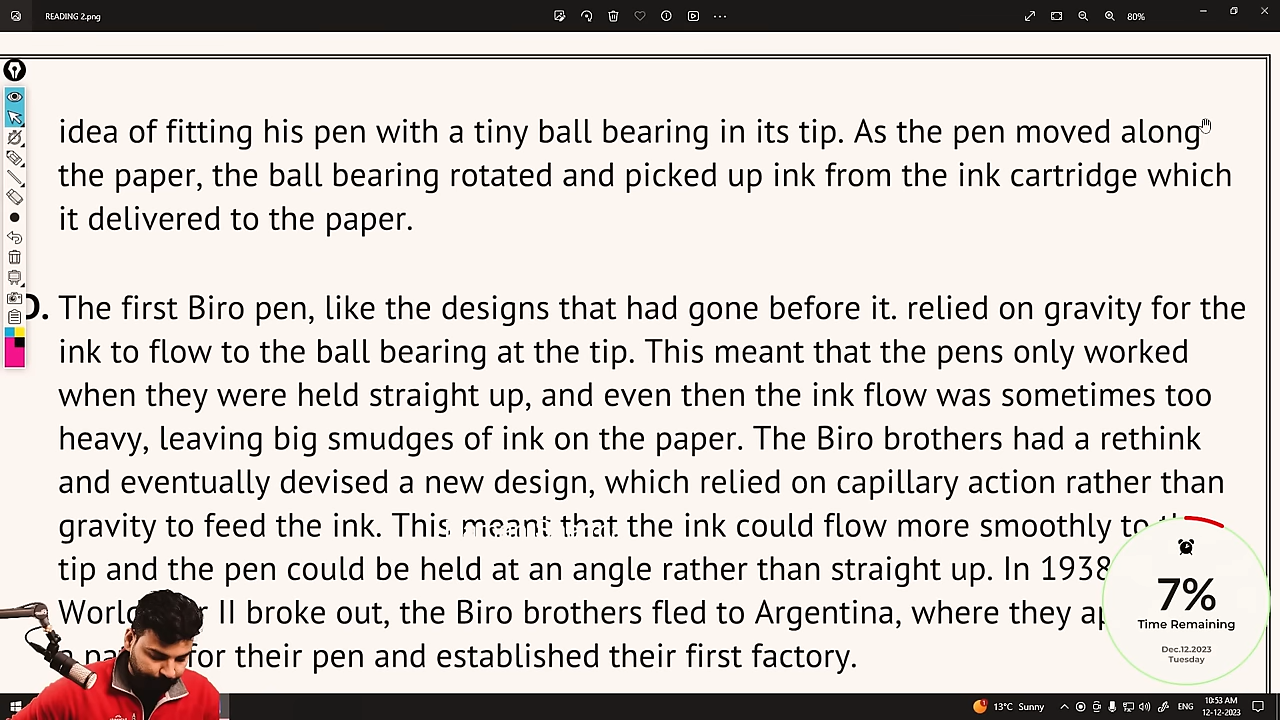 READING 2.png
80%
idea of fitting his pen with a tiny ball bearing in its tip. As the pen moved along
the paper, the ball bearing rotated and picked up ink from the ink cartridge which
it delivered to the paper.
D. The first Biro pen, like the designs that had gone before it. relied on gravity for the
ink to flow to the ball bearing at the tip. This meant that the pens only worked
when they were held straight up, and even then the ink flow was sometimes too
heavy, leaving big smudges of ink on the paper. The Biro brothers had a rethink
and eventually devised a new design, which relied on capillary action rather than
gravity to feed the ink. This means that the ink could flow more smoothly to
tip and the pen could be held at an angle rather than straight up. In 1938
II broke out, the Biro brothers fled to Argentina, where they
for their pen and established their first factory.
7%
Time Remaining
Dec.12.2023
Tuesday
13°C Sunny
ENG
10:53 AM
12-12-2023